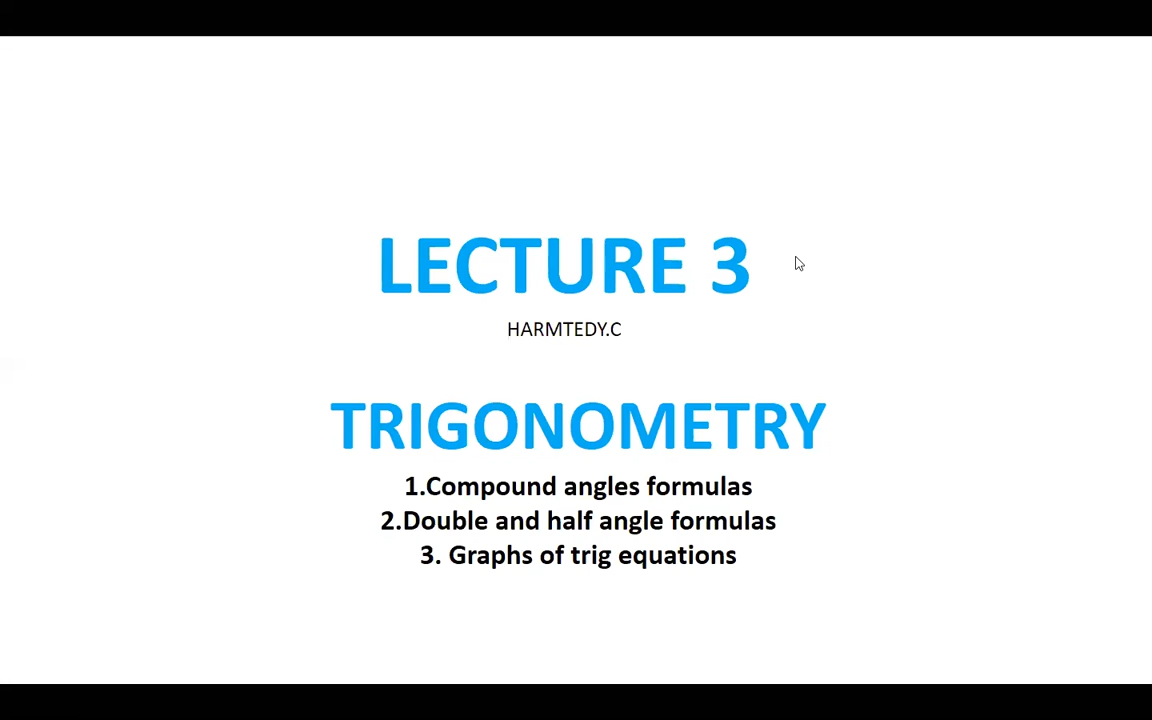 LECTURE 3
HARMTEDY.C
TRIGONOMETRY
1.Compound angles formulas
2.Double and half angle formulas
3. Graphs of trig equations